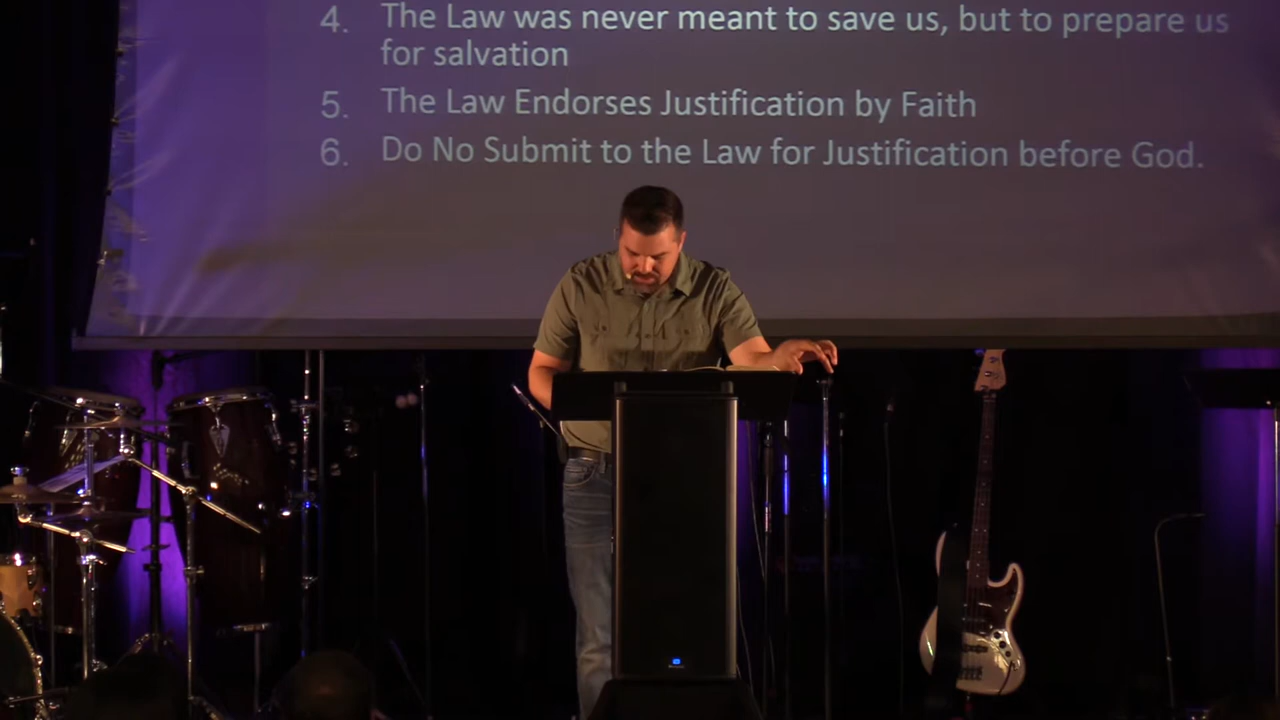 4. The Law was never meant to save us, but to prepare us
for salvation
5. The Law Endorses Justification by Faith
6. Do No Submit to the Law for Justification before God.